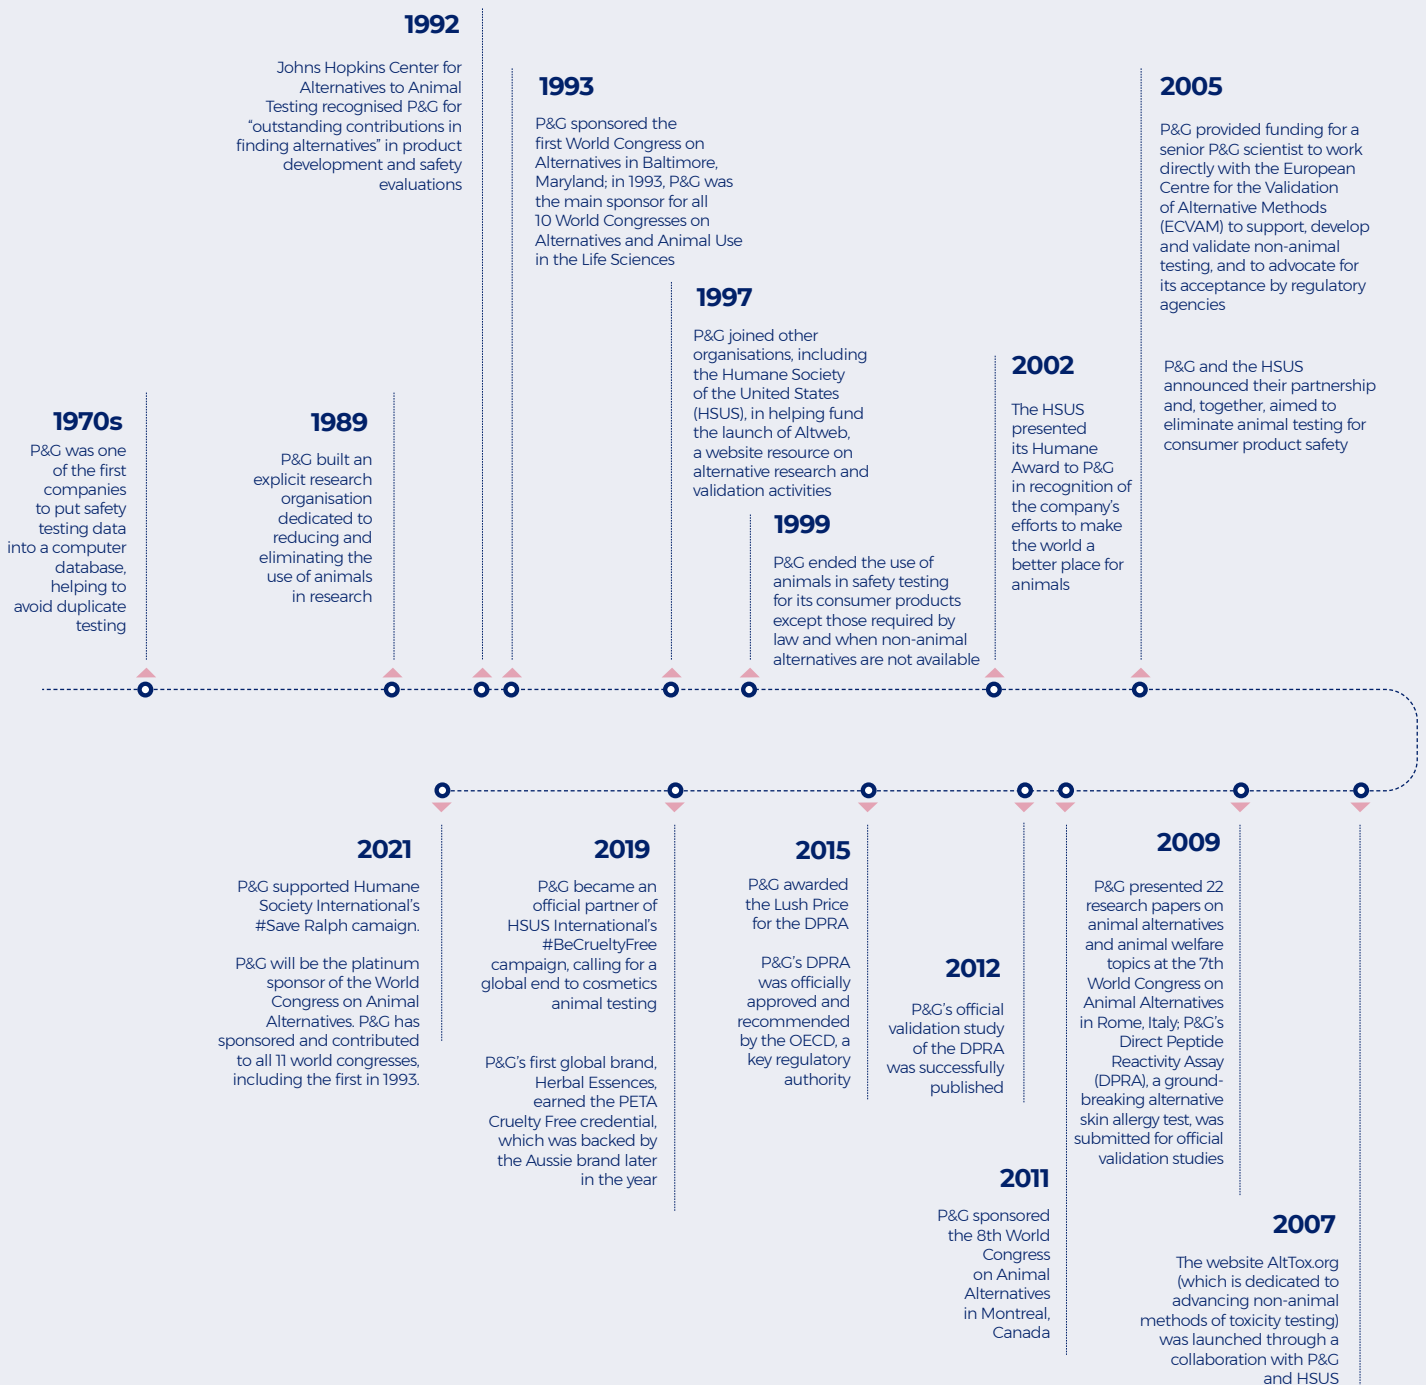 1970s
P&G was one
of the first
companies
to put safety
testing data
into a computer
database,
helping to
avoid duplicate
testing
1989
P&G built an
explicit research
organisation
dedicated to
reducing and
eliminating the
use of animals
in research
1992
Johns Hopkins Center for
Alternatives to Animal
Testing recognised P&G for
“outstanding contributions in
finding alternatives” in product
development and safety
evaluations
1993
P&G sponsored the
first World Congress on
Alternatives in Baltimore,
Maryland; in 1993, P&G was
the main sponsor for all
10 World Congresses on
Alternatives and Animal Use
in the Life Sciences
1997
P&G joined other
organisations, including
the Humane Society
of the United States
(HSUS), in helping fund
the launch of Altweb,
a website resource on
alternative research and
validation activities
1999
P&G ended the use of
animals in safety testing
for its consumer products
except those required by
law and when non-animal
alternatives are not available
2002
The HSUS
presented
its Humane
Award to P&G
in recognition of
the company’s
efforts to make
the world a
better place for
animals
2005
P&G provided funding for a
senior P&G scientist to work
directly with the European
Centre for the Validation
of Alternative Methods
(ECVAM) to support, develop
and validate non-animal
testing, and to advocate for
its acceptance by regulatory
agencies
P&G and the HSUS
announced their partnership
and, together, aimed to
eliminate animal testing for
consumer product safety
2007
The website AltTox.org
(which is dedicated to
advancing non-animal
methods of toxicity testing)
was launched through a
collaboration with P&G
and HSUS
2009
P&G presented 22
research papers on
animal alternatives
and animal welfare
topics at the 7th
World Congress on
Animal Alternatives
in Rome, Italy; P&G’s
Direct Peptide
Reactivity Assay
(DPRA), a ground-
breaking alternative
skin allergy test, was
submitted for official
validation studies
2011
P&G sponsored
the 8th World
Congress
on Animal
Alternatives
in Montreal,
Canada
2012
P&G’s official
validation study
of the DPRA
was successfully
published
2015
P&G awarded
the Lush Price
for the DPRA
P&G’s DPRA
was officially
approved and
recommended
by the OECD, a
key regulatory
authority
2019
P&G became an
official partner of
HSUS International’s
#BeCrueltyFree
campaign, calling for a
global end to cosmetics
animal testing
P&G’s first global brand,
Herbal Essences,
earned the PETA
Cruelty Free credential,
which was backed by
the Aussie brand later
in the year
2021
P&G supported Humane
Society International’s
#Save Ralph camaign.
P&G will be the platinum
sponsor of the World
Congress on Animal
Alternatives. P&G has
sponsored and contributed
to all 11 world congresses,
including the first in 1993.